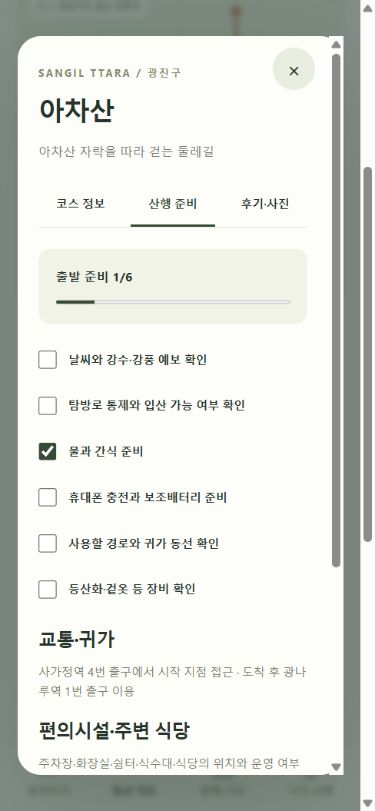 SANGIL TTARA / 광진구
×
아차산
아차산 자락을 따라 걷는 둘레길
코스 정보 산행 준비 후기·사진
출발 준비 1/6
날씨와 강수·강풍 예보 확인
탐방로 통제와 입산 가능 여부 확인
물과 간식 준비
휴대폰 충전과 보조배터리 준비
사용할 경로와 귀가 동선 확인
등산화·겉옷 등 장비 확인
교통·귀가
사가정역 4번 출구에서 시작 지점 접근 · 도착 후 광나
루역 1번 출구 이용
편의시설·주변 식당
주차장·화장실·쉼터·식수대·식당의 위치와 운영 여부